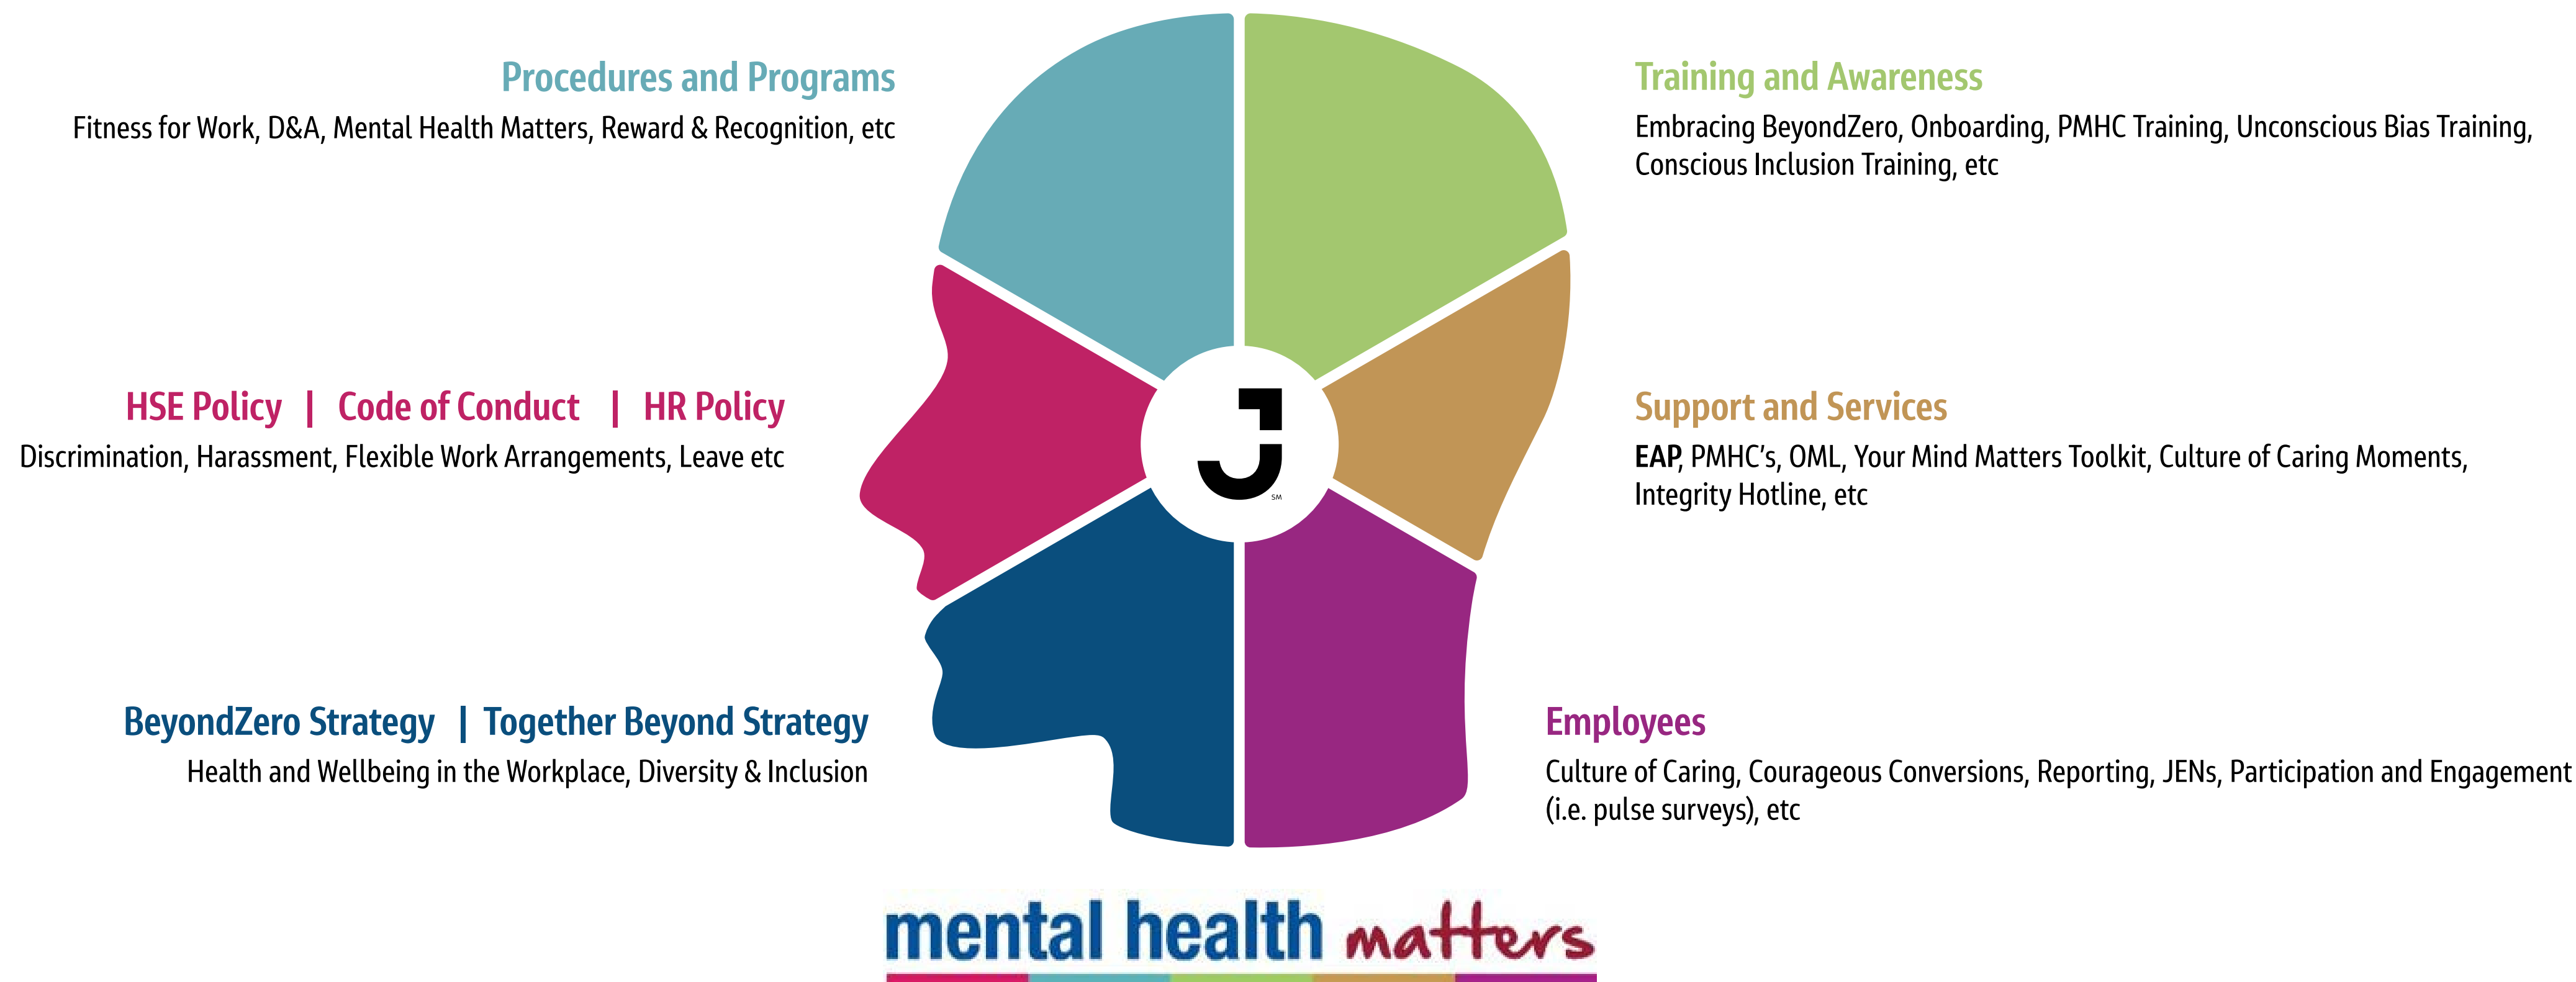 Procedures and Programs
Fitness for Work, D&A, Mental Health Matters, Reward & Recognition, etc
Training and Awareness
Embracing BeyondZero, Onboarding, PMHC Training, Unconscious Bias Training,
Conscious Inclusion Training, etc
HSE Policy | Code of Conduct | HR Policy
Discrimination, Harassment, Flexible Work Arrangements, Leave etc
J
SM
Support and Services
EAP, PMHC's, OML, Your Mind Matters Toolkit, Culture of Caring Moments,
Integrity Hotline, etc
BeyondZero Strategy | Together Beyond Strategy
Health and Wellbeing in the Workplace, Diversity & Inclusion
Employees
Culture of Caring, Courageous Conversions, Reporting, JENs, Participation and Engagement
(i.e. pulse surveys), etc
mental health matters